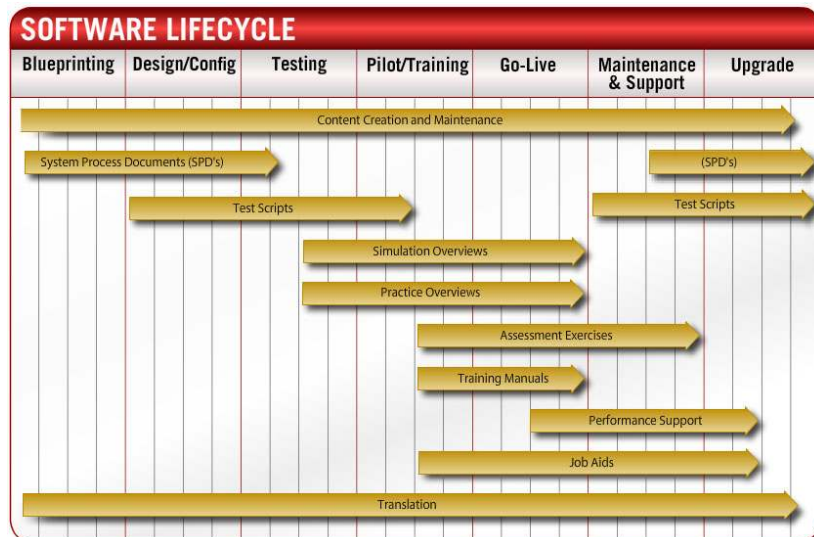 SOFTWARE LIFECYCLE
Blueprinting
Design/Config
Testing
Pilot/Training
Go-Live
Maintenance
& Support
Upgrade
Content Creation and Maintenance
System Process Documents (SPD's)
(SPD's)
Test Scripts
Test Scripts
Simulation Overviews
Practice Overviews
Assessment Exercises
Training Manuals
Performance Support
Job Aids
Translation